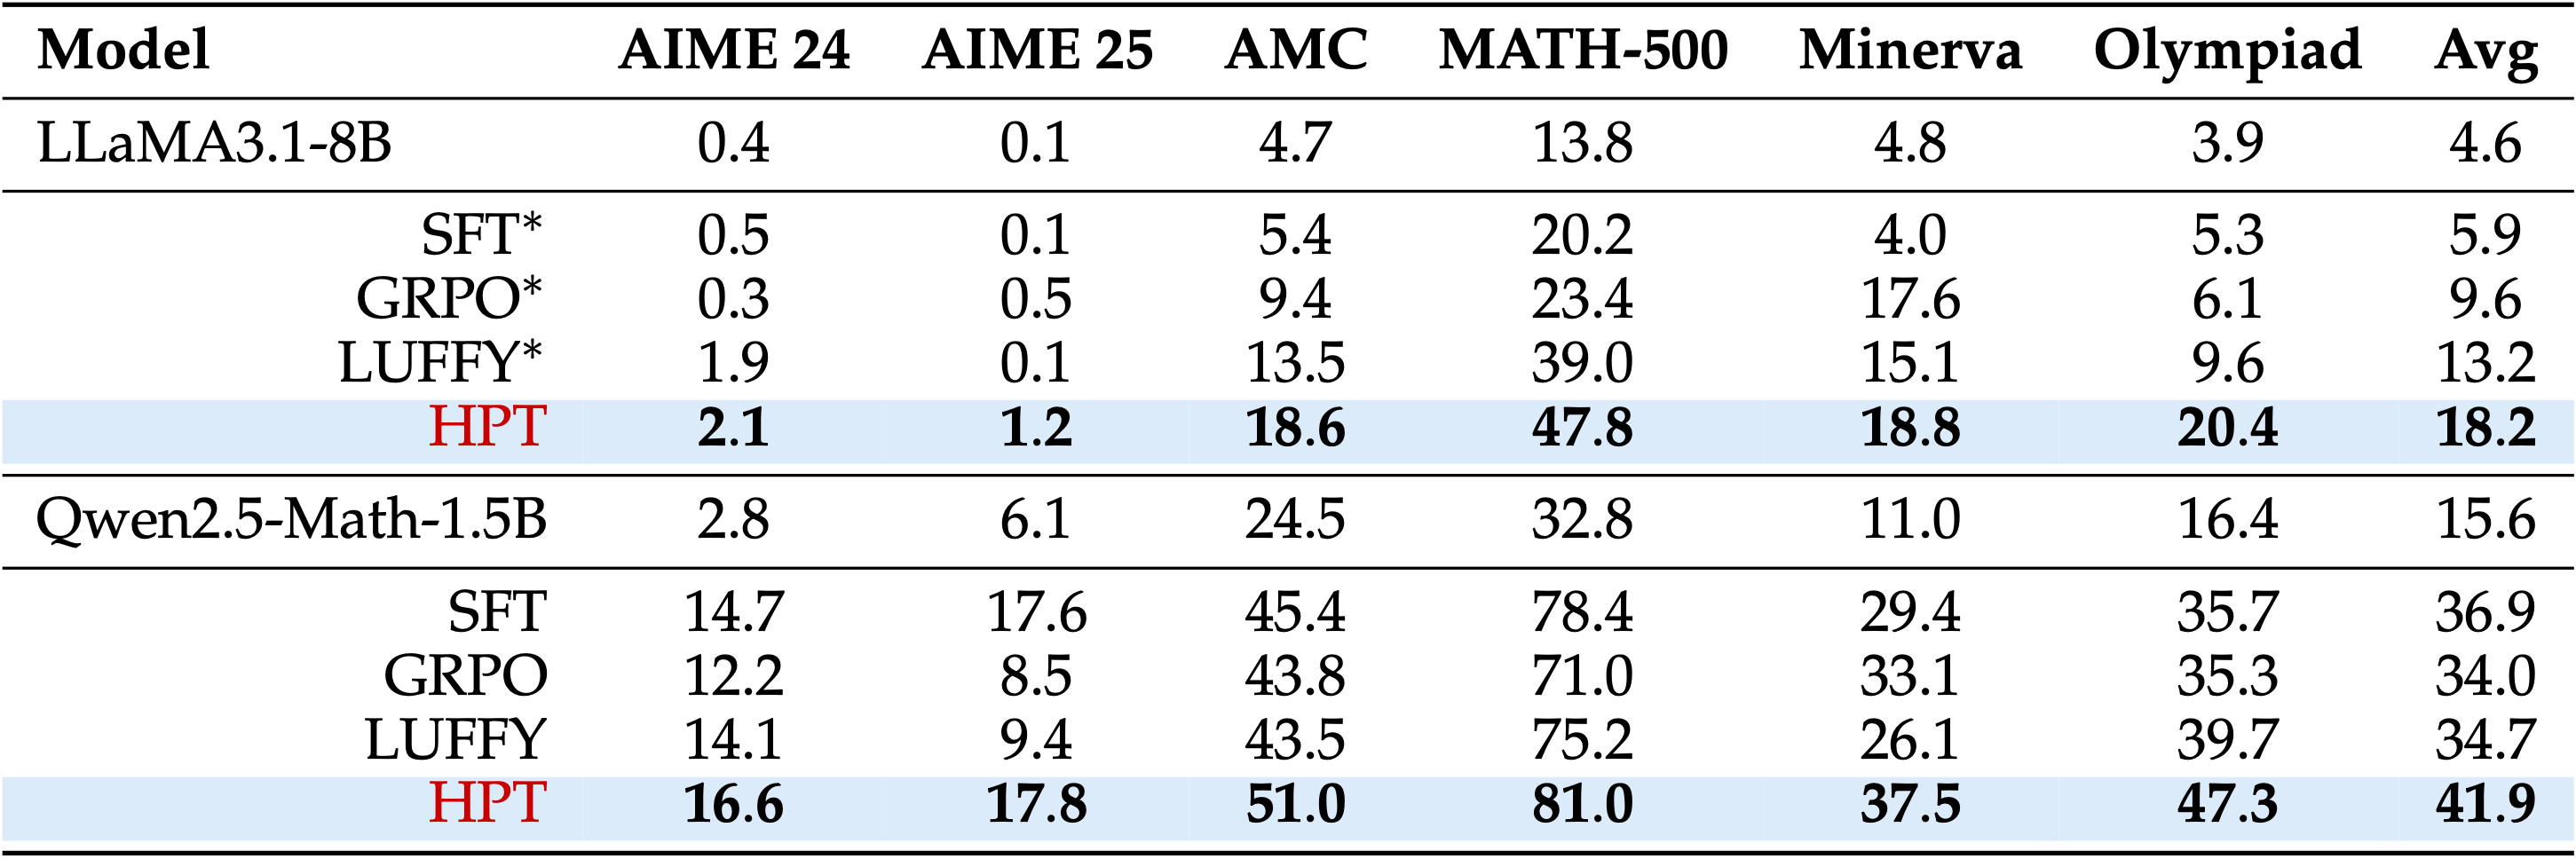 Model AIME 24 AIME 25 AMC MATH-500 Minerva Olympiad Avg
LLaMA3.1-8B 0.4 0.1 4.7 13.8 4.8 3.9 4.6
SFT* 0.5 0.1 5.4 20.2 4.0 5.3 5.9
GRPO* 0.3 0.5 9.4 23.4 17.6 6.1 9.6
LUFFY* 1.9 0.1 13.5 39.0 15.1 9.6 13.2
HPT 2.1 1.2 18.6 47.8 18.8 20.4 18.2
Qwen2.5-Math-1.5B 2.8 6.1 24.5 32.8 11.0 16.4 15.6
SFT 14.7 17.6 45.4 78.4 29.4 35.7 36.9
GRPO 12.2 8.5 43.8 71.0 33.1 35.3 34.0
LUFFY 14.1 9.4 43.5 75.2 26.1 39.7 34.7
HPT 16.6 17.8 51.0 81.0 37.5 47.3 41.9